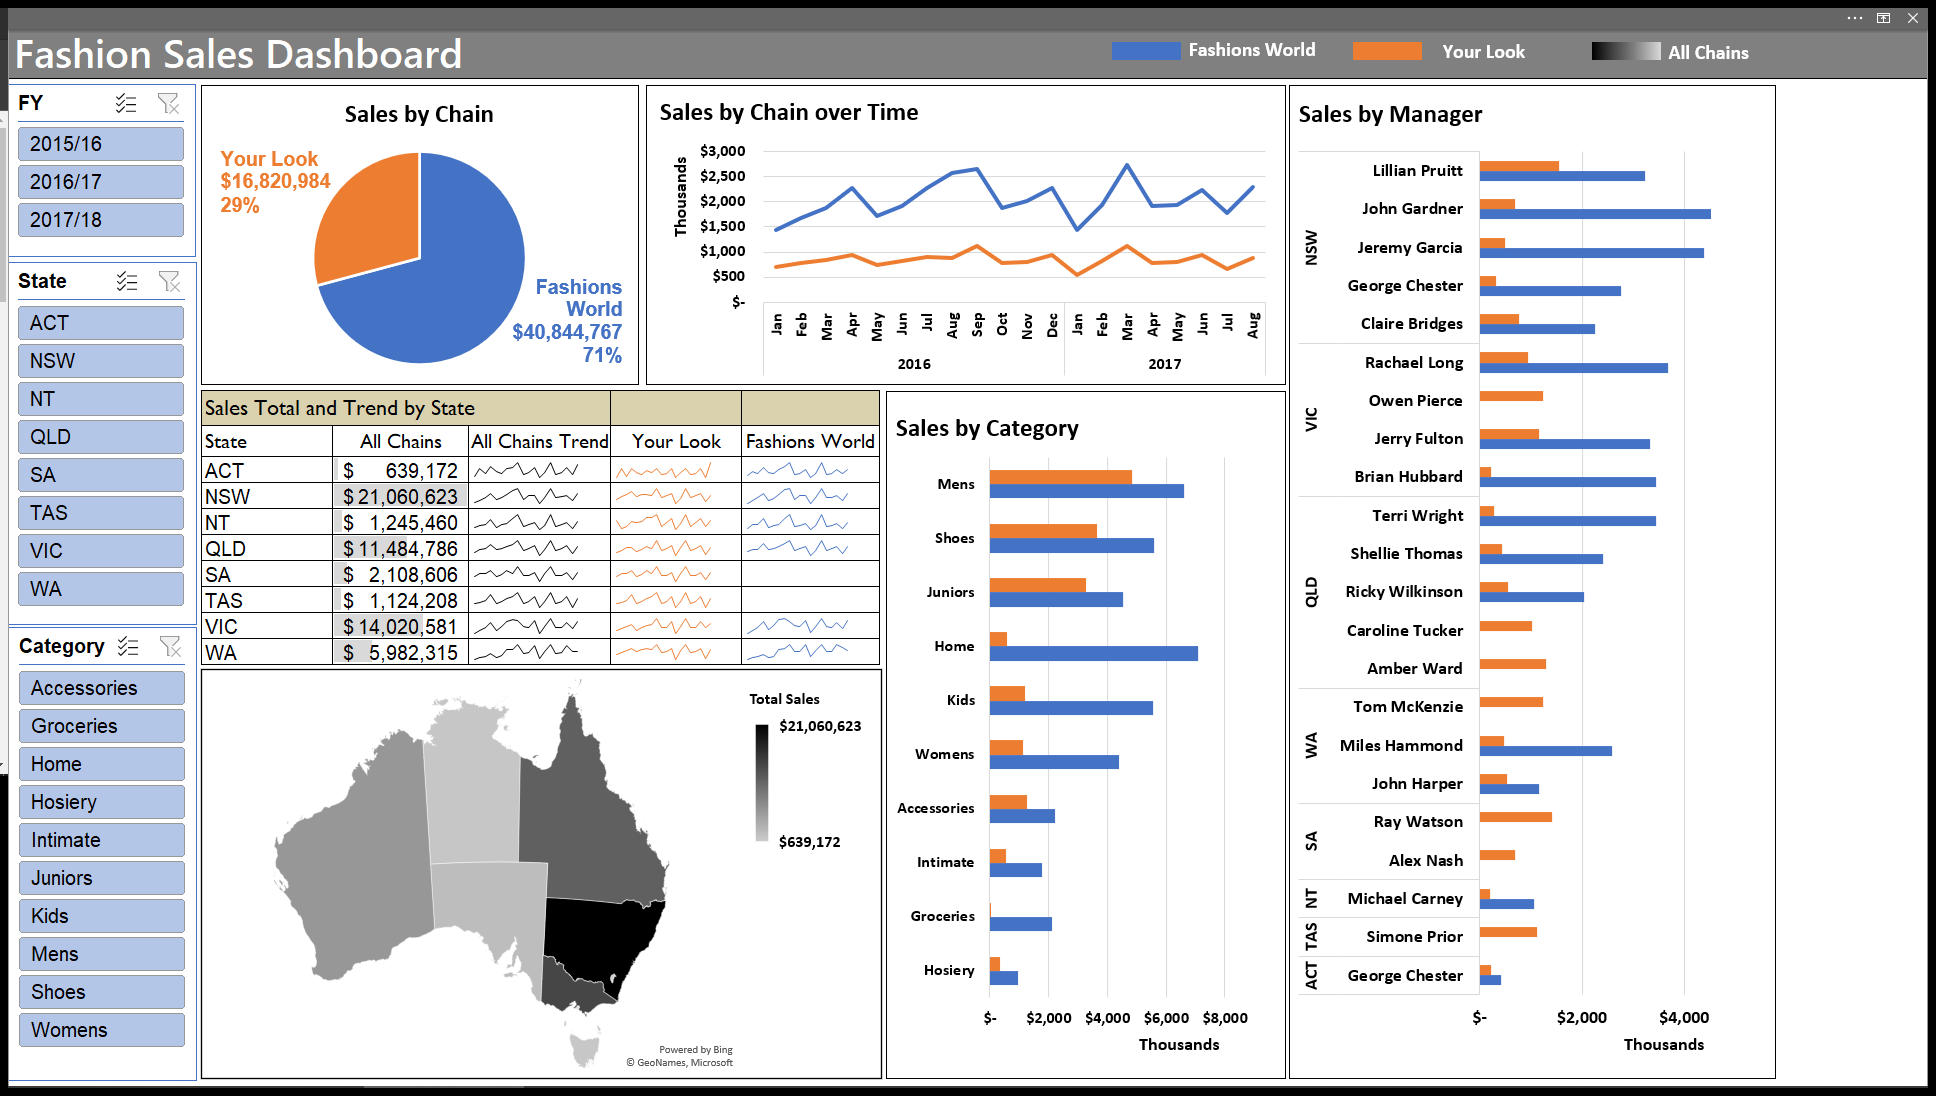 Fashion Sales Dashboard
Fashions World
Your Look
All Chains
FY
2015/16
2016/17
2017/18
State
ACT
NSW
NT
QLD
SA
TAS
VIC
WA
Category
Accessories
Groceries
Home
Hosiery
Intimate
Juniors
Kids
Mens
Shoes
Womens
Sales by Chain
Your Look
$16,820,984
29%
Fashions
World
$40,844,767
71%
Sales by Chain over Time
Thousands
$3,000
$2,500
$2,000
$1,500
$1,000
$500
$-
Jan Feb Mar Apr May Jun Jul Aug Sep Oct Nov Dec Jan Feb Mar Apr May Jun Jul Aug
2016 2017
Sales Total and Trend by State
State All Chains All Chains Trend Your Look Fashions World
ACT $ 639,172
NSW $ 21,060,623
NT $ 1,245,460
QLD $ 11,484,786
SA $ 2,108,606
TAS $ 1,124,208
VIC $ 14,020,581
WA $ 5,982,315
Total Sales
$21,060,623
$639,172
Powered by Bing
© GeoNames, Microsoft
Sales by Category
Mens
Shoes
Juniors
Home
Kids
Womens
Accessories
Intimate
Groceries
Hosiery
$- $2,000 $4,000 $6,000 $8,000
Thousands
Sales by Manager
NSW
Lillian Pruitt
John Gardner
Jeremy Garcia
George Chester
Claire Bridges
VIC
Rachael Long
Owen Pierce
Jerry Fulton
Brian Hubbard
QLD
Terri Wright
Shellie Thomas
Ricky Wilkinson
Caroline Tucker
Amber Ward
WA
Tom McKenzie
Miles Hammond
John Harper
SA
Ray Watson
Alex Nash
NT
Michael Carney
TAS
Simone Prior
ACT
George Chester
$- $2,000 $4,000
Thousands